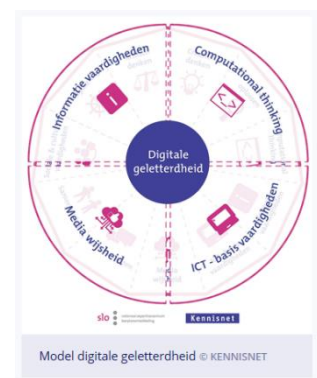 Informatie vaardigheden
Computational thinking
Digitale
geletterdheid
Media wijsheid
ICT - basis vaardigheden
slo
Kennisnet
Model digitale geletterdheid © KENNISNET